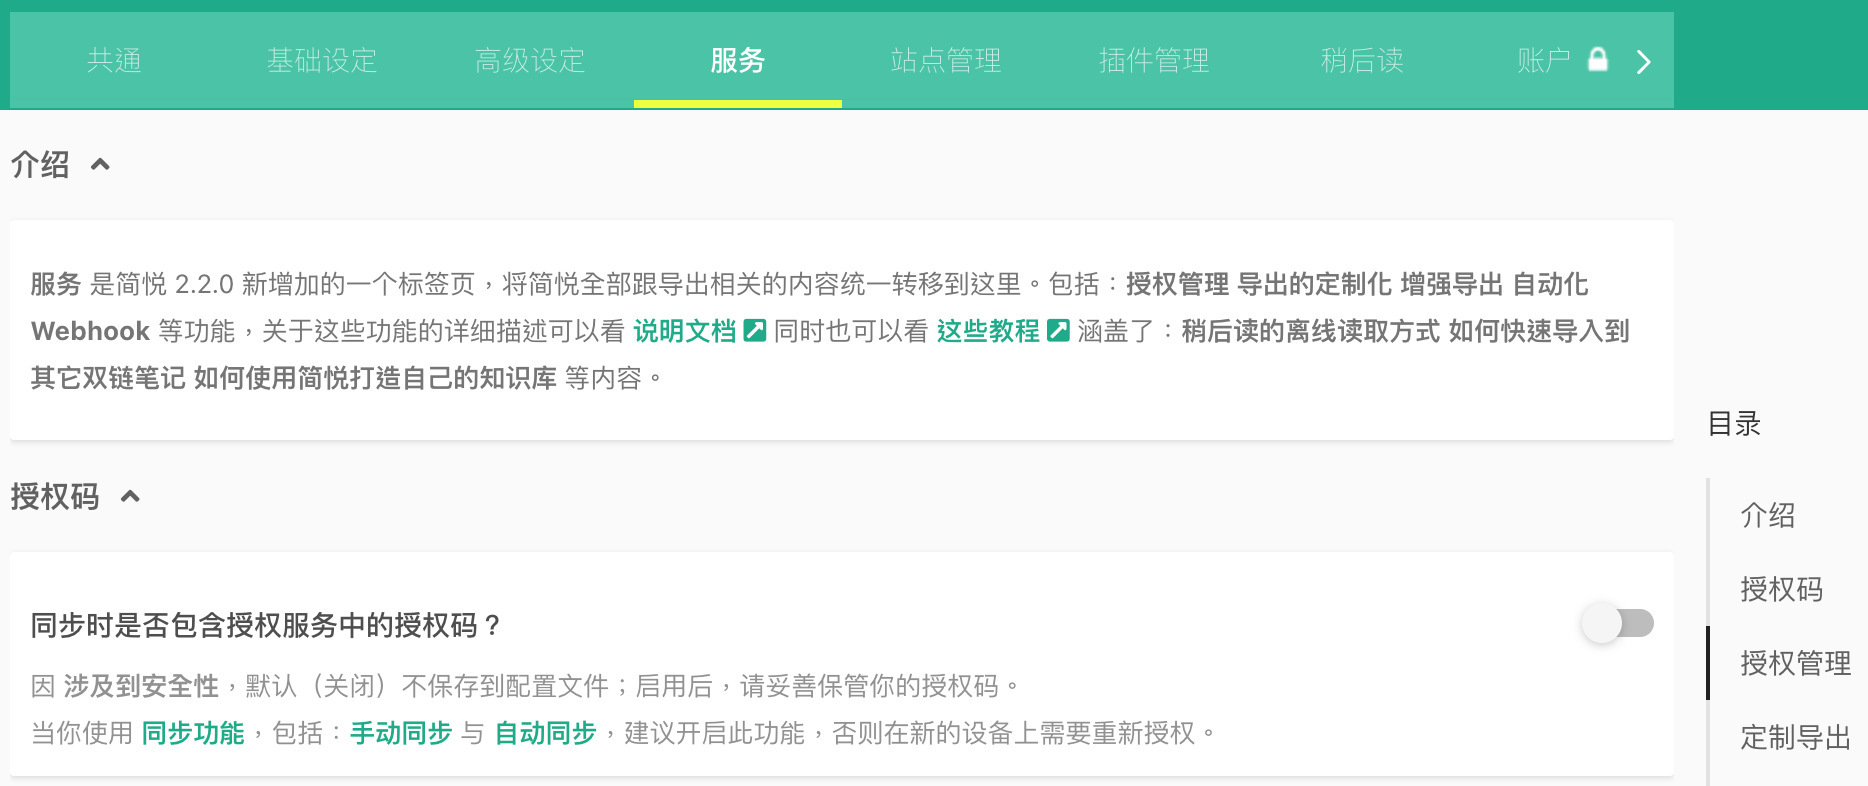 共通 基础设定 高级设定 服务 站点管理 插件管理 稍后读 账户
介绍
服务 是简悦 2.2.0 新增加的一个标签页，将简悦全部跟导出相关的内容统一转移到这里。包括：授权管理 导出的定制化 增强导出 自动化
Webhook 等功能，关于这些功能的详细描述可以看 说明文档 同时也可以看 这些教程 涵盖了：稍后读的离线读取方式 如何快速导入到
其它双链笔记 如何使用简悦打造自己的知识库 等内容。
授权码
同步时是否包含授权服务中的授权码？
因 涉及到安全性，默认（关闭）不保存到配置文件；启用后，请妥善保管你的授权码。
当你使用 同步功能，包括：手动同步 与 自动同步，建议开启此功能，否则在新的设备上需要重新授权。
目录
介绍
授权码
授权管理
定制导出